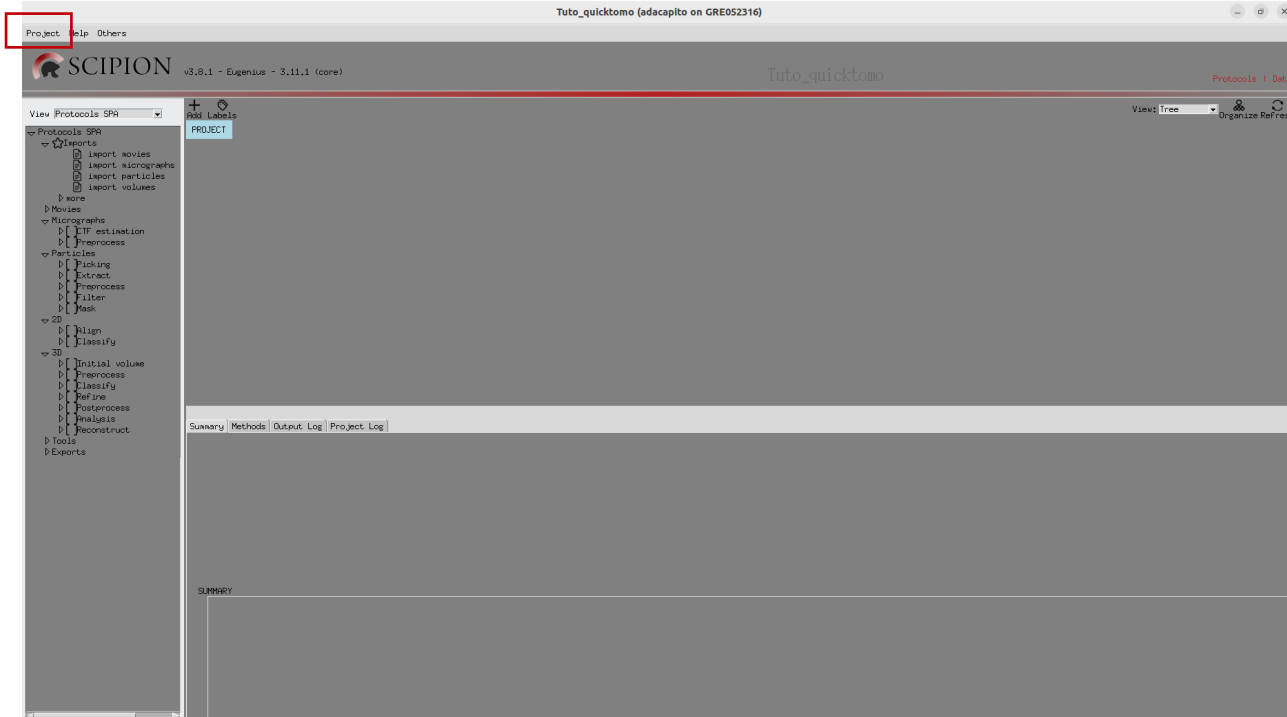 Tuto_quicktomo (adacapito on GRE052316)
Project Help Others
SCIPION v3.8.1 - Eugenius - 3.11.1 (core)
Tuto_quicktomo
Protocols | Dat
View Protocols SPA
Add Labels
View: Tree
Organize Refres
PROJECT
Protocols SPA
Imports
import movies
import micrographs
import particles
import volumes
more
Movies
Micrographs
CTF estimation
Preprocess
Particles
Picking
Extract
Preprocess
Filter
Mask
2D
Align
Classify
3D
Initial volume
Preprocess
Classify
Refine
Postprocess
Analysis
Reconstruct
Tools
Exports
Summary Methods Output Log Project Log
SUMMARY